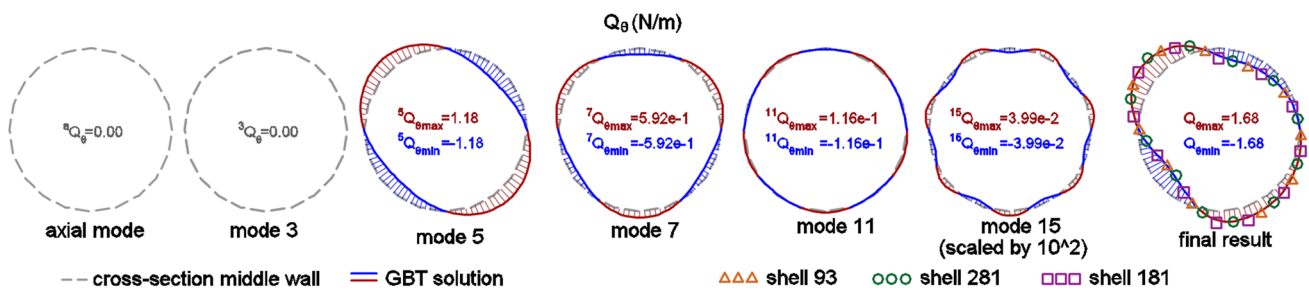 Qθ (N/m)
ᵃQθ=0.00
³Qθ=0.00
⁵Qθmax=1.18
⁵Qθmin=-1.18
⁷Qθmax=5.92e-1
⁷Qθmin=-5.92e-1
¹¹Qθmax=1.16e-1
¹¹Qθmin=-1.16e-1
¹⁵Qθmax=3.99e-2
¹⁵Qθmin=-3.99e-2
Qθmax=1.68
Qθmin=-1.68
axial mode
mode 3
mode 5
mode 7
mode 11
mode 15
(scaled by 10^2)
final result
cross-section middle wall
GBT solution
shell 93
shell 281
shell 181